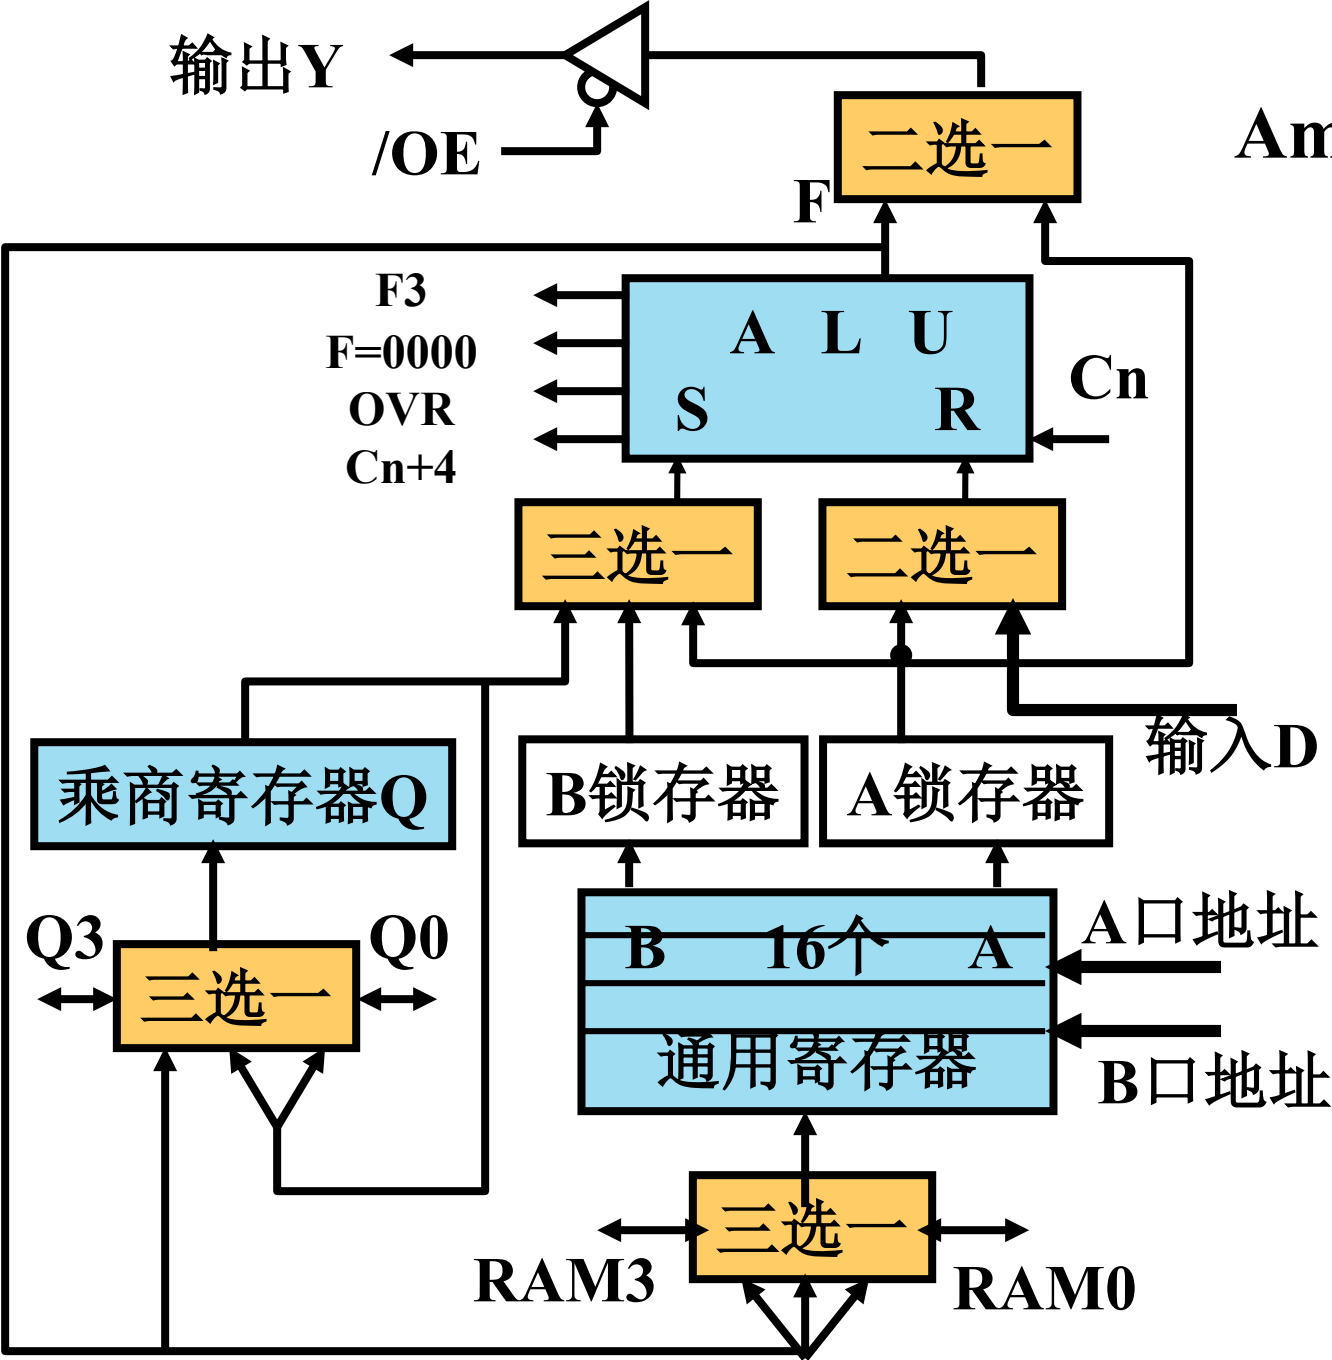 输出Y
/OE
二选一
Am
F
F3
F=0000
OVR
Cn+4
A L U
S R
Cn
三选一
二选一
输入D
乘商寄存器Q
B锁存器
A锁存器
Q3
Q0
三选一
B 16个 A
通用寄存器
A口地址
B口地址
三选一
RAM3
RAM0